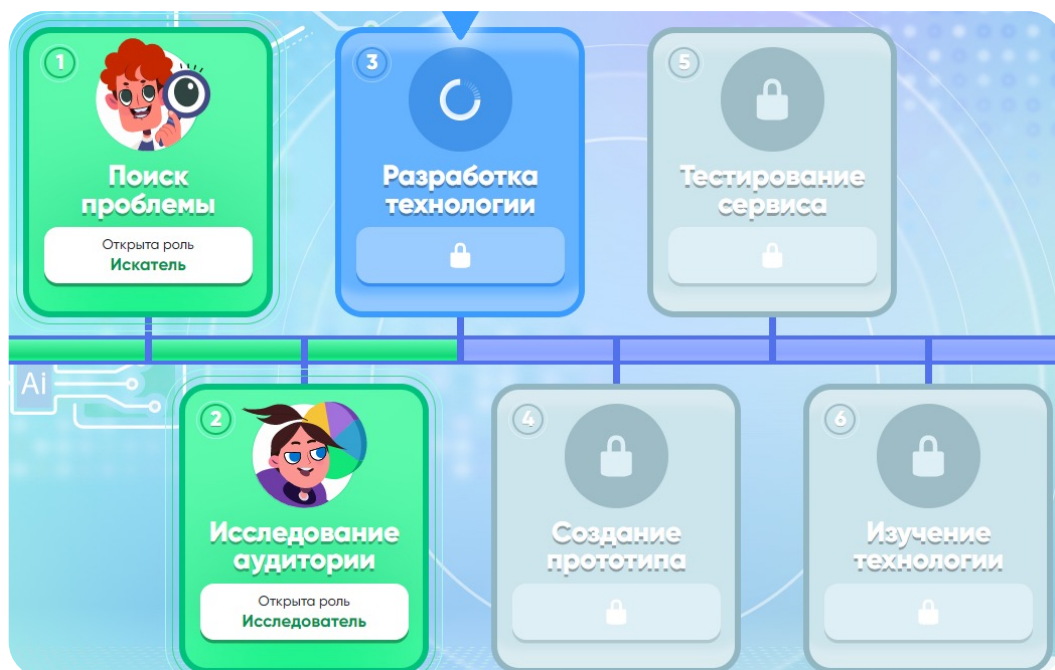 1
Поиск
проблемы
Открыта роль
Искатель
3
Разработка
технологии
5
Тестирование
сервиса
Ai
2
Исследование
аудитории
Открыта роль
Исследователь
4
Создание
прототипа
6
Изучение
технологии